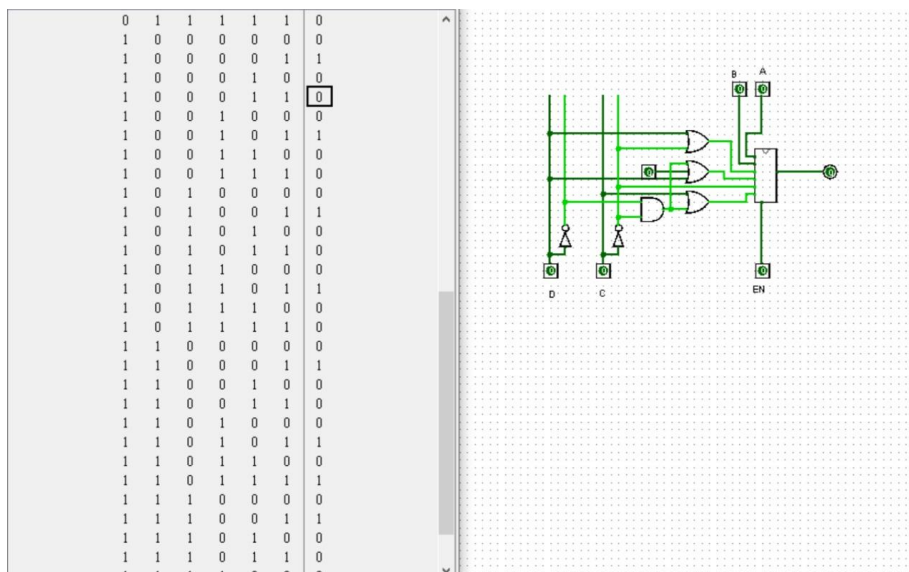 0 1 1 1 1 1 0
1 0 0 0 0 0 0
1 0 0 0 0 1 1
1 0 0 0 1 0 0
1 0 0 0 1 1 0
1 0 0 1 0 0 0
1 0 0 1 0 1 1
1 0 0 1 1 0 0
1 0 0 1 1 1 0
1 0 1 0 0 0 0
1 0 1 0 0 1 1
1 0 1 0 1 0 0
1 0 1 0 1 1 0
1 0 1 1 0 0 0
1 0 1 1 0 1 1
1 0 1 1 1 0 0
1 0 1 1 1 1 0
1 1 0 0 0 0 0
1 1 0 0 0 1 1
1 1 0 0 1 0 0
1 1 0 0 1 1 0
1 1 0 1 0 0 0
1 1 0 1 0 1 1
1 1 0 1 1 0 0
1 1 0 1 1 1 1
1 1 1 0 0 0 0
1 1 1 0 0 1 1
1 1 1 0 1 0 0
1 1 1 0 1 1 0
B A
0 0
0 0
0 0 0
D C EN